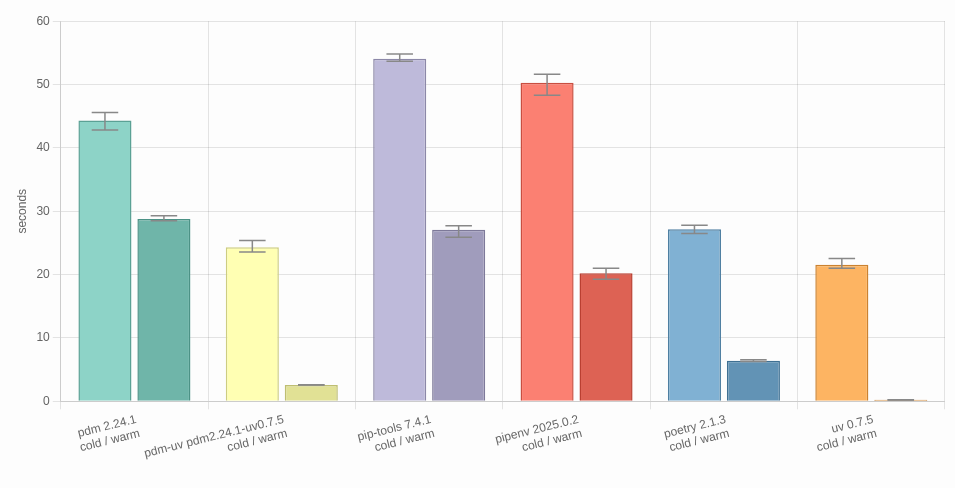 60
50
40
30
20
10
0
seconds
pdm 2.24.1
cold / warm
pdm-uv pdm2.24.1-uv0.7.5
cold / warm
pip-tools 7.4.1
cold / warm
pipenv 2025.0.2
cold / warm
poetry 2.1.3
cold / warm
uv 0.7.5
cold / warm